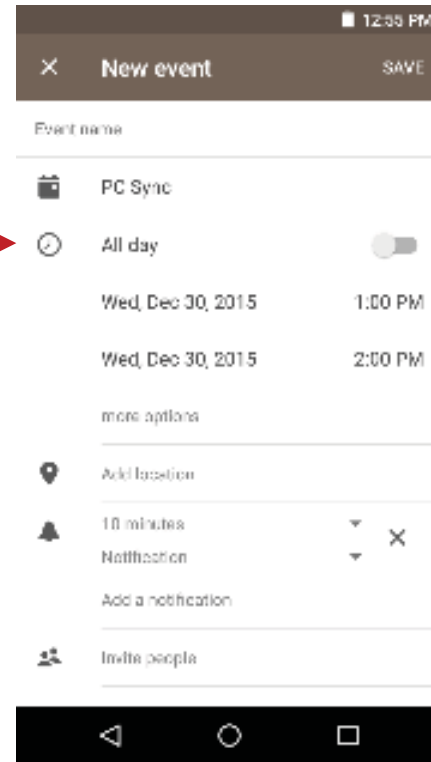 12:55 PM
New event SAVE
Event name
PC Sync
All day
Wed, Dec 30, 2015 1:00 PM
Wed, Dec 30, 2015 2:00 PM
more options
Add location
10 minutes
Notification
Add a notification
Invite people